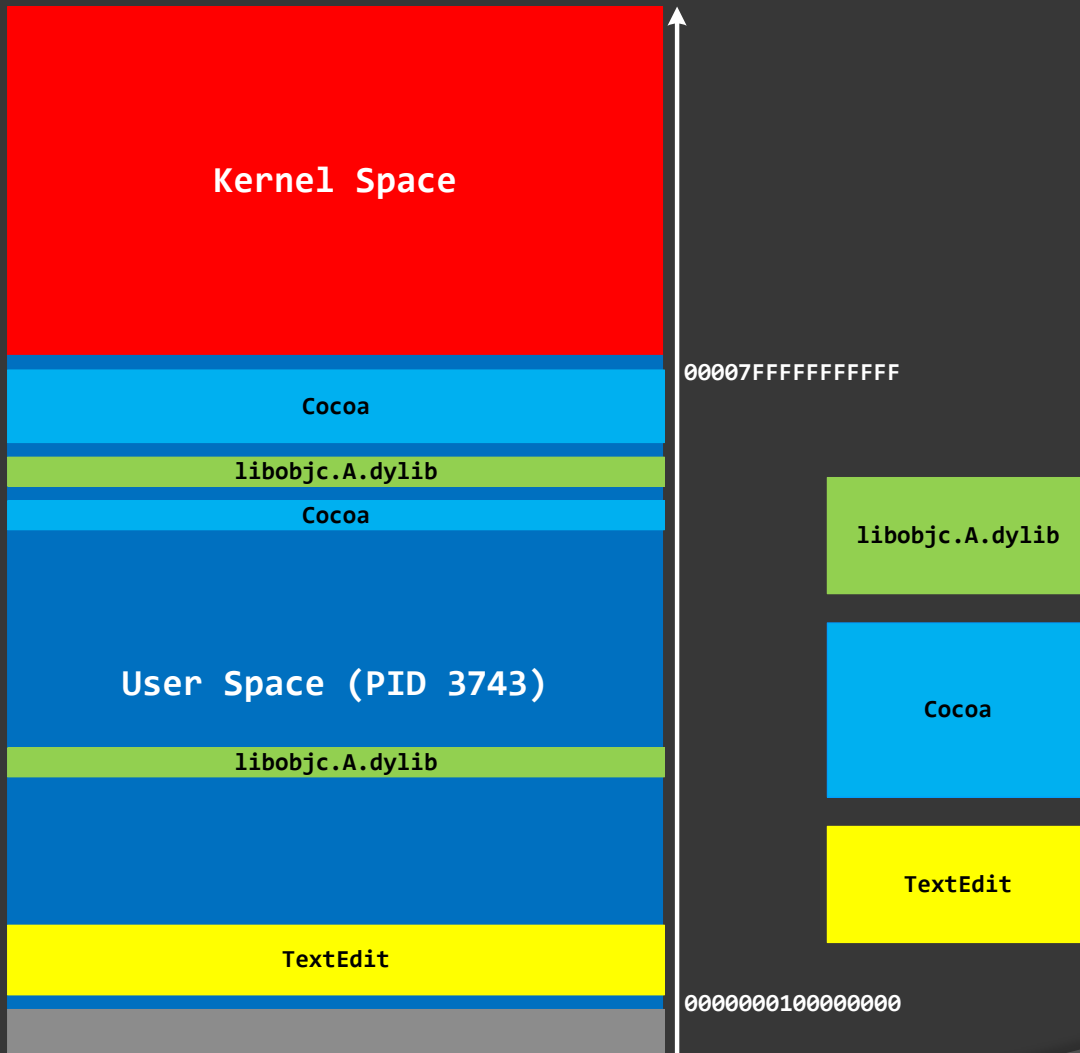 Kernel Space
00007FFFFFFFFFFF
Cocoa
libobjc.A.dylib
Cocoa
libobjc.A.dylib
User Space (PID 3743)
Cocoa
libobjc.A.dylib
TextEdit
TextEdit
0000000100000000